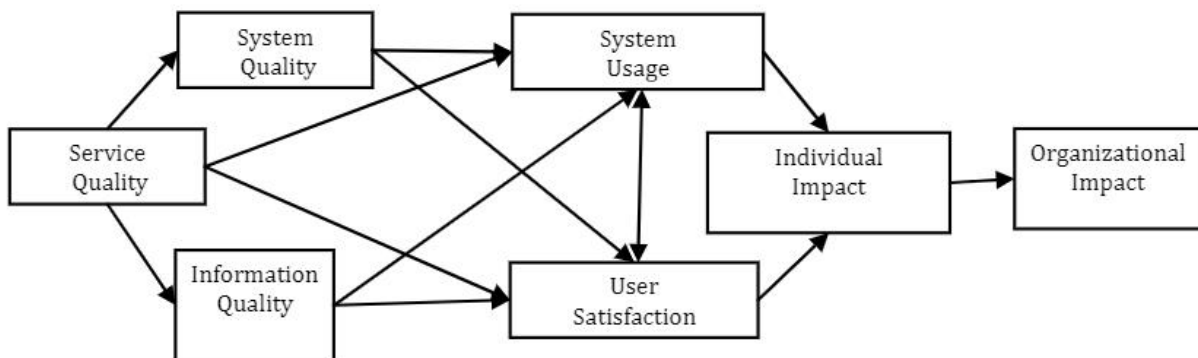 System
Quality
System
Usage
Service
Quality
Individual
Impact
Organizational
Impact
Information
Quality
User
Satisfaction